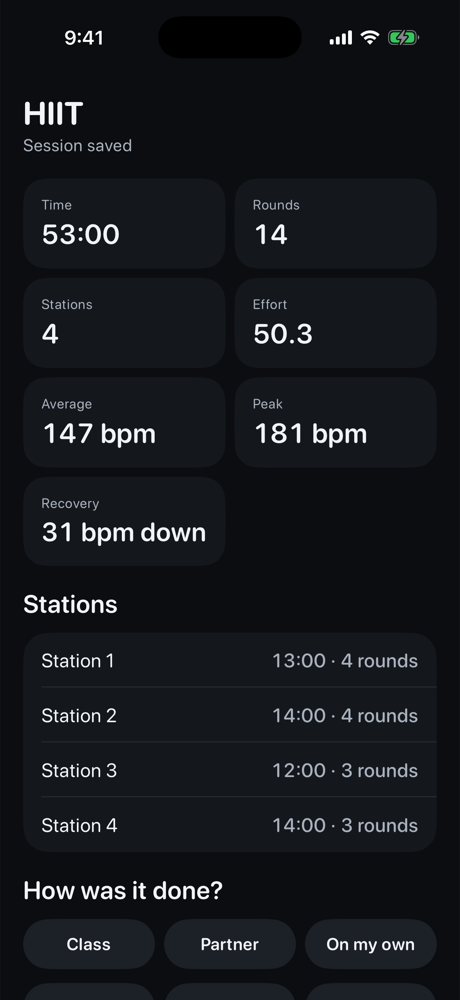 9:41
HIIT
Session saved
Time
53:00
Rounds
14
Stations
4
Effort
50.3
Average
147 bpm
Peak
181 bpm
Recovery
31 bpm down
Stations
Station 1 13:00 · 4 rounds
Station 2 14:00 · 4 rounds
Station 3 12:00 · 3 rounds
Station 4 14:00 · 3 rounds
How was it done?
Class Partner On my own